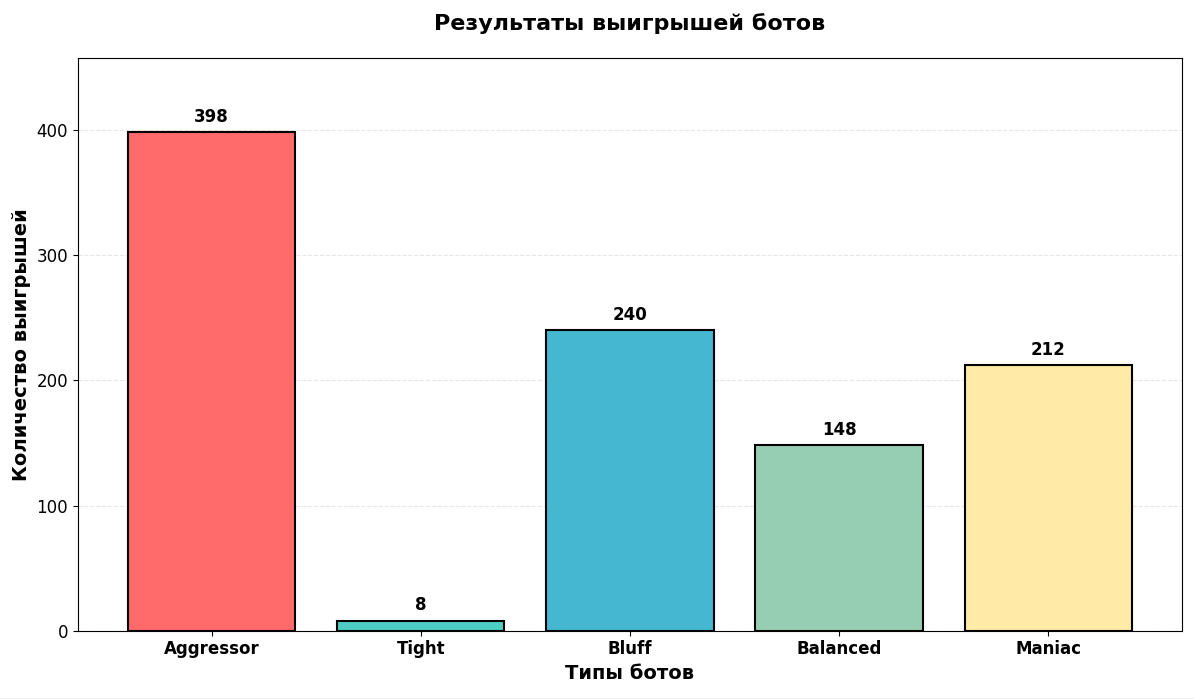 Результаты выигрышей ботов
Количество выигрышей
400
300
200
100
0
398
8
240
148
212
Aggressor
Tight
Bluff
Balanced
Maniac
Типы ботов